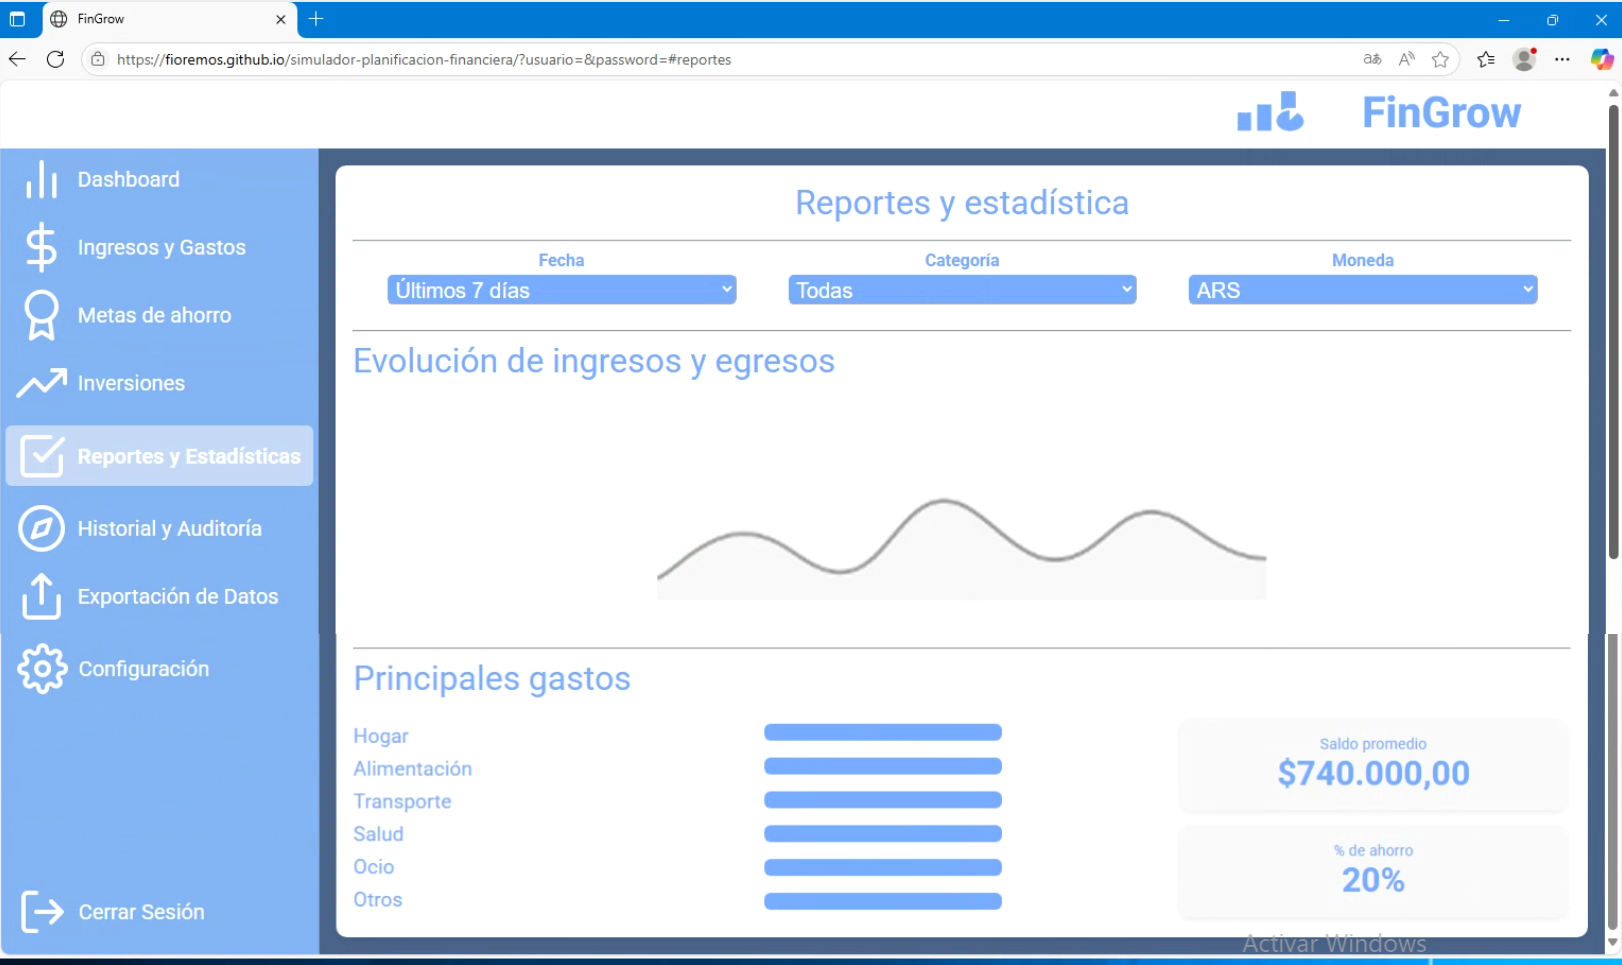 FinGrow
https://fioremos.github.io/simulador-planificacion-financiera/?usuario=&password=#reportes
FinGrow
Dashboard
Ingresos y Gastos
Metas de ahorro
Inversiones
Reportes y Estadísticas
Historial y Auditoría
Exportación de Datos
Configuración
Cerrar Sesión
Reportes y estadística
Fecha
Últimos 7 días
Categoría
Todas
Moneda
ARS
Evolución de ingresos y egresos
Principales gastos
Hogar
Alimentación
Transporte
Salud
Ocio
Otros
Saldo promedio
$740.000,00
% de ahorro
20%
Activar Windows